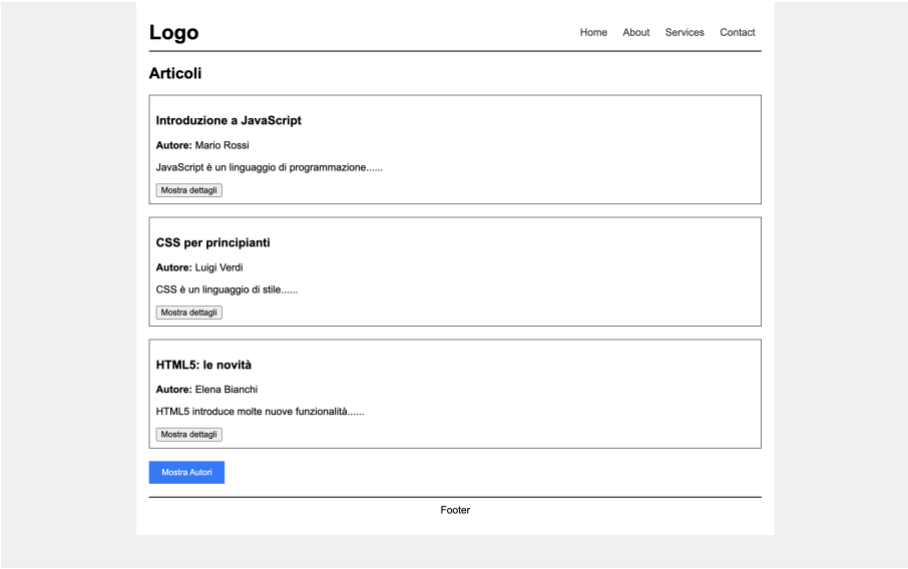 Logo
Home About Services Contact
Articoli
Introduzione a JavaScript
Autore: Mario Rossi
JavaScript è un linguaggio di programmazione......
Mostra dettagli
CSS per principianti
Autore: Luigi Verdi
CSS è un linguaggio di stile......
Mostra dettagli
HTML5: le novità
Autore: Elena Bianchi
HTML5 introduce molte nuove funzionalità......
Mostra dettagli
Mostra Autori
Footer